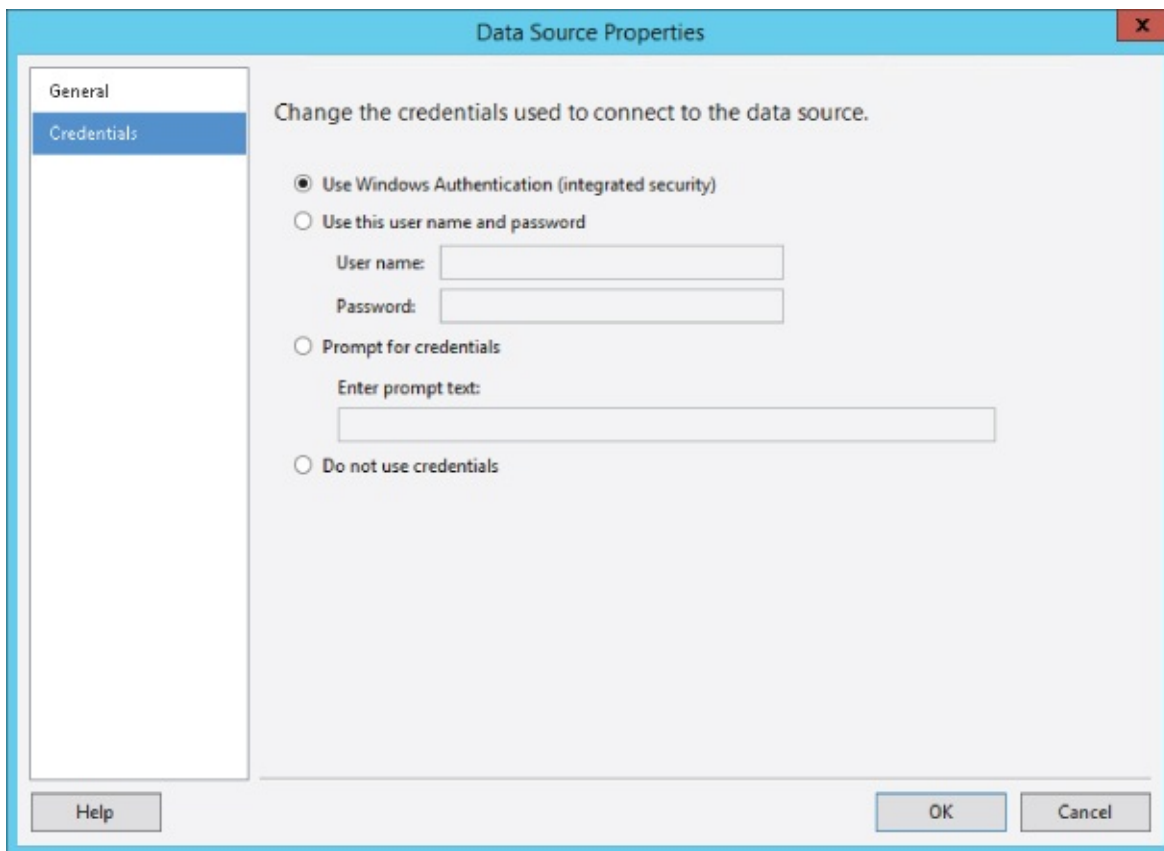 Data Source Properties
x
General
Credentials
Change the credentials used to connect to the data source.
Use Windows Authentication (integrated security)
Use this user name and password
User name:
Password:
Prompt for credentials
Enter prompt text:
Do not use credentials
Help
OK
Cancel